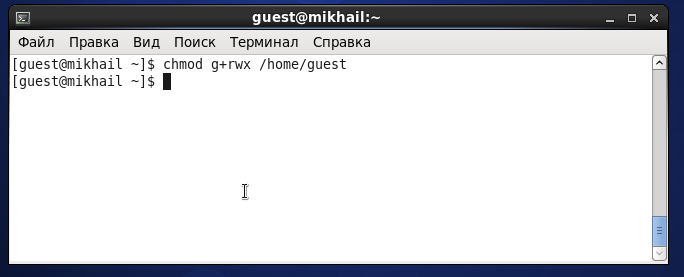 guest@mikhail:~
Файл Правка Вид Поиск Терминал Справка
[guest@mikhail ~]$ chmod g+rwx /home/guest
[guest@mikhail ~]$